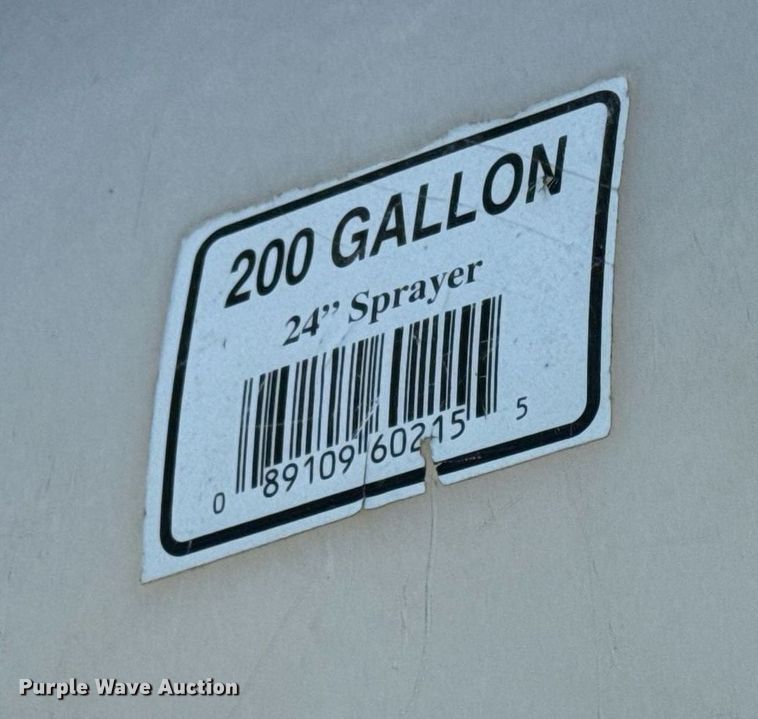 200 GALLON
24” Sprayer
0 89109 60215 5
Purple Wave Auction